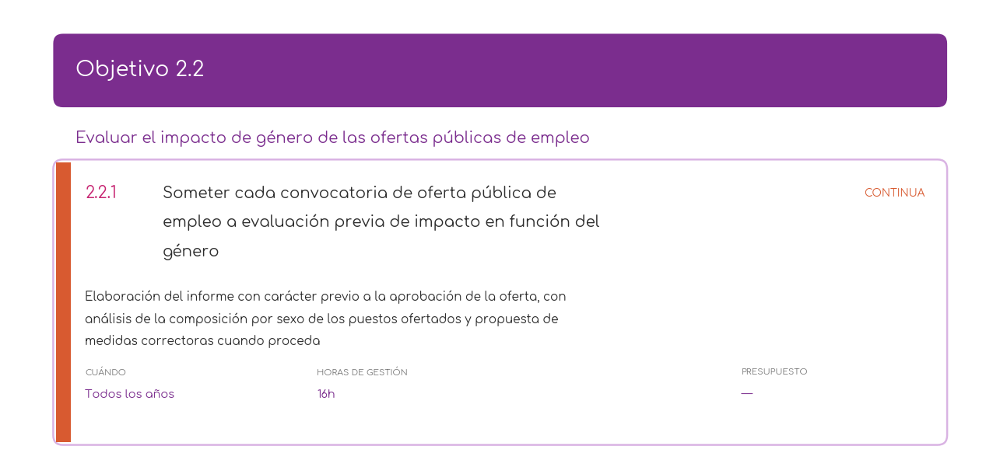 Objetivo 2.2
Evaluar el impacto de género de las ofertas públicas de empleo
2.2.1
Someter cada convocatoria de oferta pública de
empleo a evaluación previa de impacto en función del
género
CONTINUA
Elaboración del informe con carácter previo a la aprobación de la oferta, con
análisis de la composición por sexo de los puestos ofertados y propuesta de
medidas correctoras cuando proceda
CUÁNDO
Todos los años
HORAS DE GESTIÓN
16h
PRESUPUESTO
—